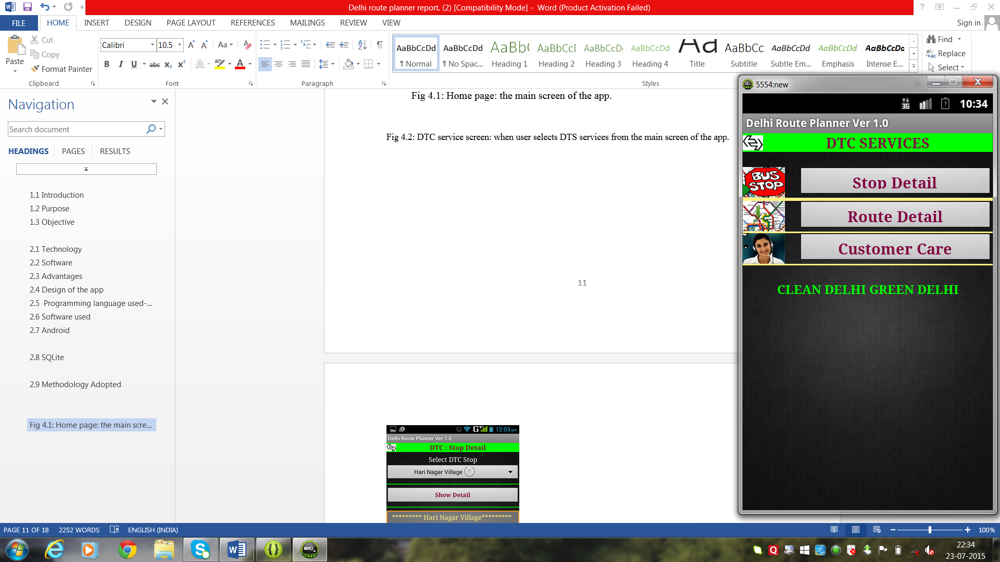 Delhi route planner report. (2) [Compatibility Mode] - Word (Product Activation Failed)
FILE HOME INSERT DESIGN PAGE LAYOUT REFERENCES MAILINGS REVIEW VIEW Sign in
Paste
Cut
Copy
Format Painter
Clipboard
Calibri 10.5
B I U abc x₂ x²
Font
Paragraph
AaBbCcDd AaBbCcDd AaBb( AaBbC( AaBbCcD( AaBbCcDd Ad AaBbCc AaBbCcDd AaBbCcDd AaBbCcDd
¶ Normal ¶ No Spac... Heading 1 Heading 2 Heading 3 Heading 4 Title Subtitle Subtle Em... Emphasis Intense E...
Styles
Find
Replace
Select
Navigation
Search document
HEADINGS PAGES RESULTS
1.1 Introduction
1.2 Purpose
1.3 Objective
2.1 Technology
2.2 Software
2.3 Advantages
2.4 Design of the app
2.5 Programming language used-...
2.6 Software used
2.7 Android
2.8 SQLite
2.9 Methodology Adopted
Fig 4.1: Home page: the main scre...
Fig 4.1: Home page: the main screen of the app.
Fig 4.2: DTC service screen: when user selects DTS services from the main screen of the app.
11
12:03 pm
Delhi Route Planner Ver 1.0
DTC : Stop Detail
Select DTC Stop
Hari Nagar Village
Show Detail
********* Hari Nagar Village*********
5554:new
3G 10:34
Delhi Route Planner Ver 1.0
DTC SERVICES
BUS STOP
Stop Detail
Route Detail
Customer Care
CLEAN DELHI GREEN DELHI
PAGE 11 OF 18 2252 WORDS ENGLISH (INDIA) 100%
22:34
23-07-2015